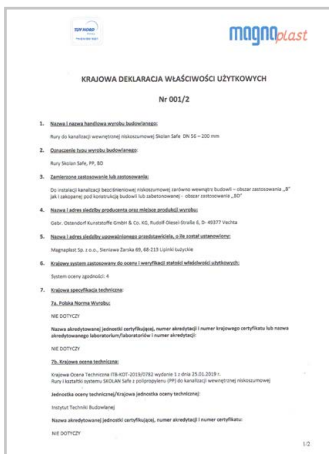 TÜV NORD
magnaplast
KRAJOWA DEKLARACJA WŁAŚCIWOŚCI UŻYTKOWYCH
Nr 001/2
1. Nazwa i nazwa handlowa wyrobu budowlanego:
Rury do kanalizacji wewnętrznej niskoszumowej Skolan Safe DN 56 – 200 mm
2. Oznaczenie typu wyrobu budowlanego:
Rury Skolan Safe, PP, BD
3. Zamierzone zastosowanie lub zastosowania:
Do instalacji kanalizacji bezciśnieniowej niskoszumowej zarówno wewnątrz budowli – obszar zastosowania „B"
jak i zakopanej pod konstrukcją budowli lub zabetonowanej - obszar zastosowania „BD"
4. Nazwa i adres siedziby producenta oraz miejsce produkcji wyrobu:
Gebr. Ostendorf Kunststoffe GmbH & Co. KG, Rudolf-Diesel-Straße 6, D- 49377 Vechta
5. Nazwa i adres siedziby upoważnionego przedstawiciela, o ile został ustanowiony:
Magnaplast Sp. z o.o., Sieniawa Żarska 69, 68-213 Lipinki Łużyckie
6. Krajowy system zastosowany do oceny i weryfikacji stałości właściwości użytkowych:
System oceny zgodności: 4
7. Krajowa specyfikacja techniczna:
7a. Polska Norma Wyrobu:
NIE DOTYCZY
Nazwa akredytowanej jednostki certyfikującej, numer akredytacji i numer krajowego certyfikatu lub nazwa
akredytowanego laboratorium/laboratoriów i numer akredytacji:
NIE DOTYCZY
7b. Krajowa ocena techniczna:
Krajowa Ocena Techniczna ITB-KOT-2019/0782 wydanie 1 z dnia 25.01.2019 r.
Rury i kształtki systemu SKOLAN Safe z polipropylenu (PP) do kanalizacji wewnętrznej niskoszumowej
Jednostka oceny technicznej/Krajowa jednostka oceny technicznej:
Instytut Techniki Budowlanej
Nazwa akredytowanej jednostki certyfikującej, numer akredytacji i numer certyfikatu:
NIE DOTYCZY
1/2